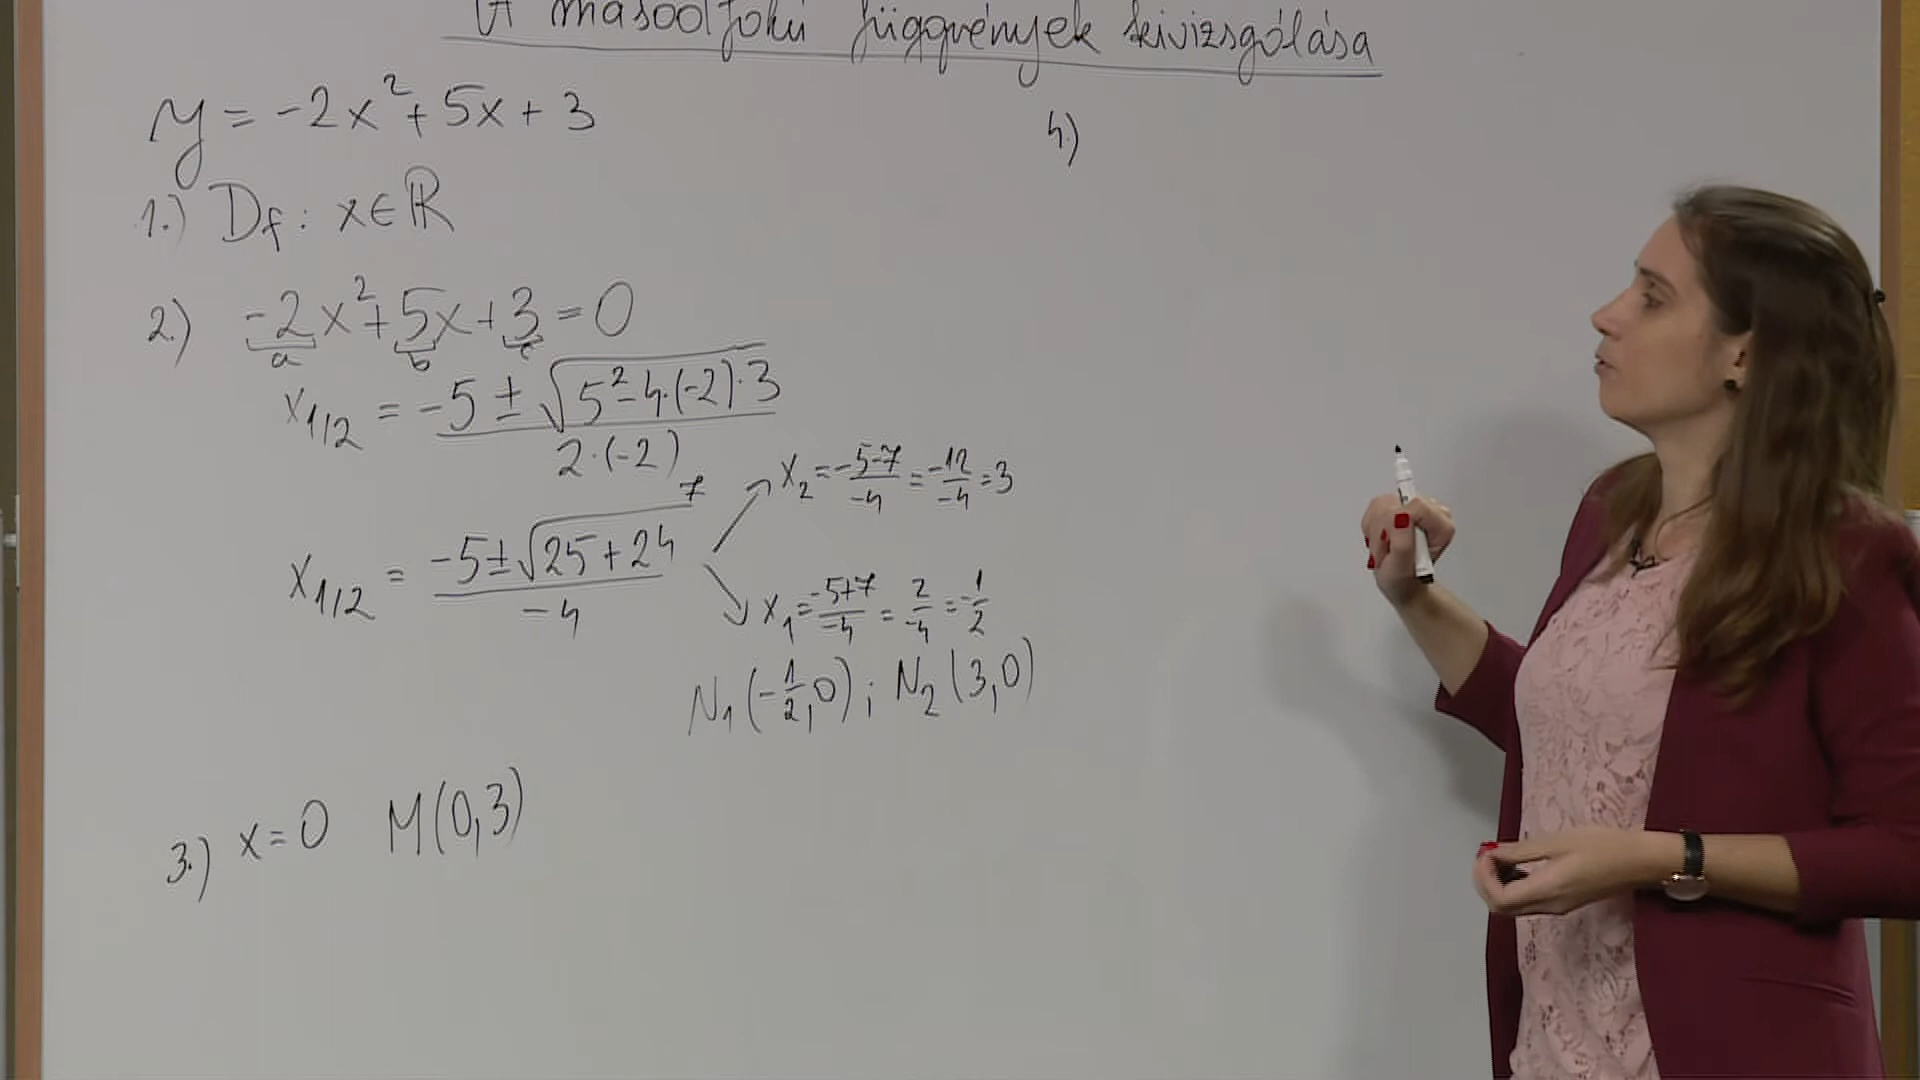 A másodfokú függvények kivizsgálása
y = -2x² + 5x + 3
1.) Df: x∈ℝ
2.) -2x² + 5x + 3 = 0
a b c
x1/2 = (-5 ± √(5² - 4·(-2)·3)) / (2·(-2))
x1/2 = (-5 ± √(25 + 24)) / -4
7
x2 = (-5-7)/-4 = -12/-4 = 3
x1 = (-5+7)/-4 = 2/-4 = -1/2
N1(-1/2, 0); N2(3,0)
3.) x=0 M(0,3)
4.)